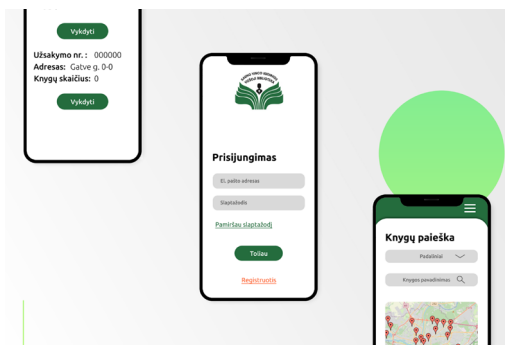 Vykdyti
Užsakymo nr. : 000000
Adresas: Gatve g. 0-0
Knygų skaičius: 0
Vykdyti
Prisijungimas
El. pašto adresas
Slaptažodis
Pamiršau slaptažodį
Toliau
Registruotis
Knygų paieška
Padaliniai
Knygos pavadinimas